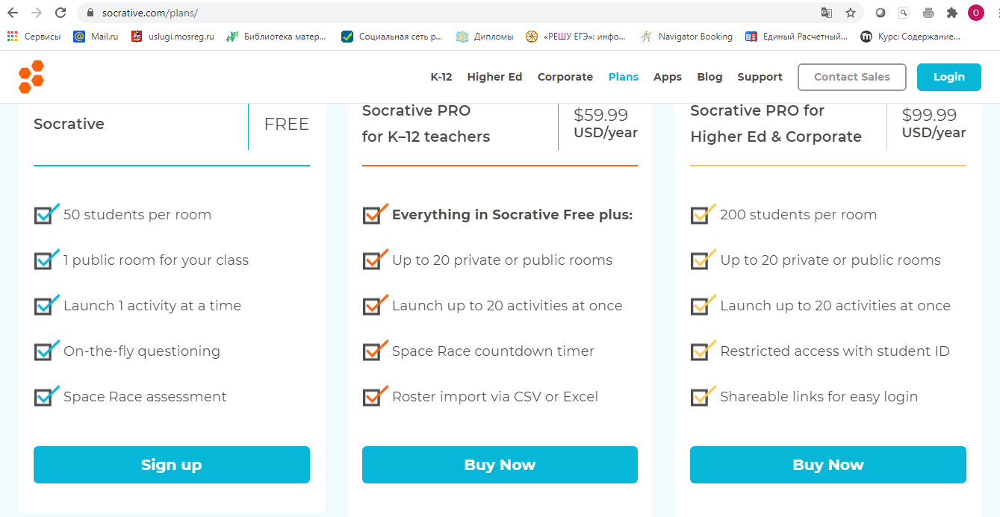 socrative.com/plans/
O
Сервисы
Mail.ru
uslugi.mosreg.ru
Библиотека матер...
Социальная сеть р...
Дипломы
«РЕШУ ЕГЭ»: инфо...
Navigator Booking
Единый Расчетный...
Курс: Содержание...
K-12 Higher Ed Corporate Plans Apps Blog Support Contact Sales Login
Socrative
FREE
50 students per room
1 public room for your class
Launch 1 activity at a time
On-the-fly questioning
Space Race assessment
Sign up
Socrative PRO
for K–12 teachers
$59.99
USD/year
Everything in Socrative Free plus:
Up to 20 private or public rooms
Launch up to 20 activities at once
Space Race countdown timer
Roster import via CSV or Excel
Buy Now
Socrative PRO for
Higher Ed & Corporate
$99.99
USD/year
200 students per room
Up to 20 private or public rooms
Launch up to 20 activities at once
Restricted access with student ID
Shareable links for easy login
Buy Now